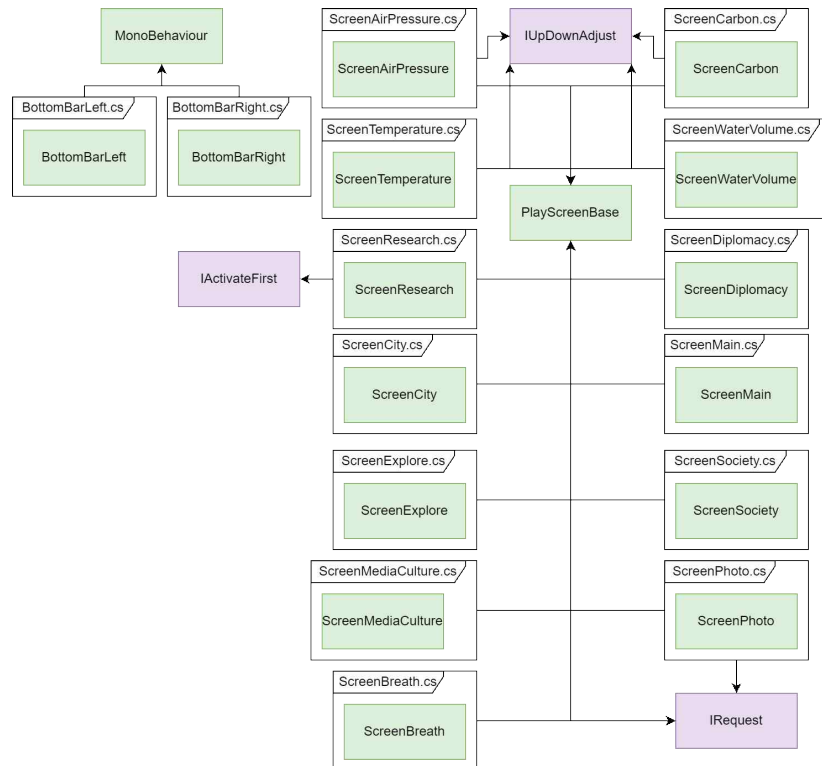 MonoBehaviour
BottomBarLeft.cs
BottomBarLeft
BottomBarRight.cs
BottomBarRight
ScreenAirPressure.cs
ScreenAirPressure
IUpDownAdjust
ScreenCarbon.cs
ScreenCarbon
ScreenTemperature.cs
ScreenTemperature
ScreenWaterVolume.cs
ScreenWaterVolume
PlayScreenBase
IActivateFirst
ScreenResearch.cs
ScreenResearch
ScreenDiplomacy.cs
ScreenDiplomacy
ScreenCity.cs
ScreenCity
ScreenMain.cs
ScreenMain
ScreenExplore.cs
ScreenExplore
ScreenSociety.cs
ScreenSociety
ScreenMediaCulture.cs
ScreenMediaCulture
ScreenPhoto.cs
ScreenPhoto
ScreenBreath.cs
ScreenBreath
IRequest